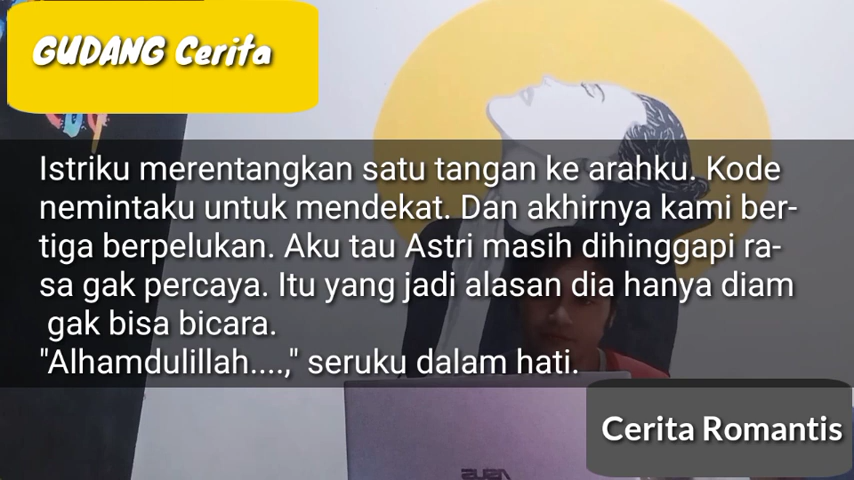 GUDANG Cerita
Istriku merentangkan satu tangan ke arahku. Kode
nemintaku untuk mendekat. Dan akhirnya kami ber-
tiga berpelukan. Aku tau Astri masih dihinggapi ra-
sa gak percaya. Itu yang jadi alasan dia hanya diam
gak bisa bicara.
"Alhamdulillah....," seruku dalam hati.
Cerita Romantis